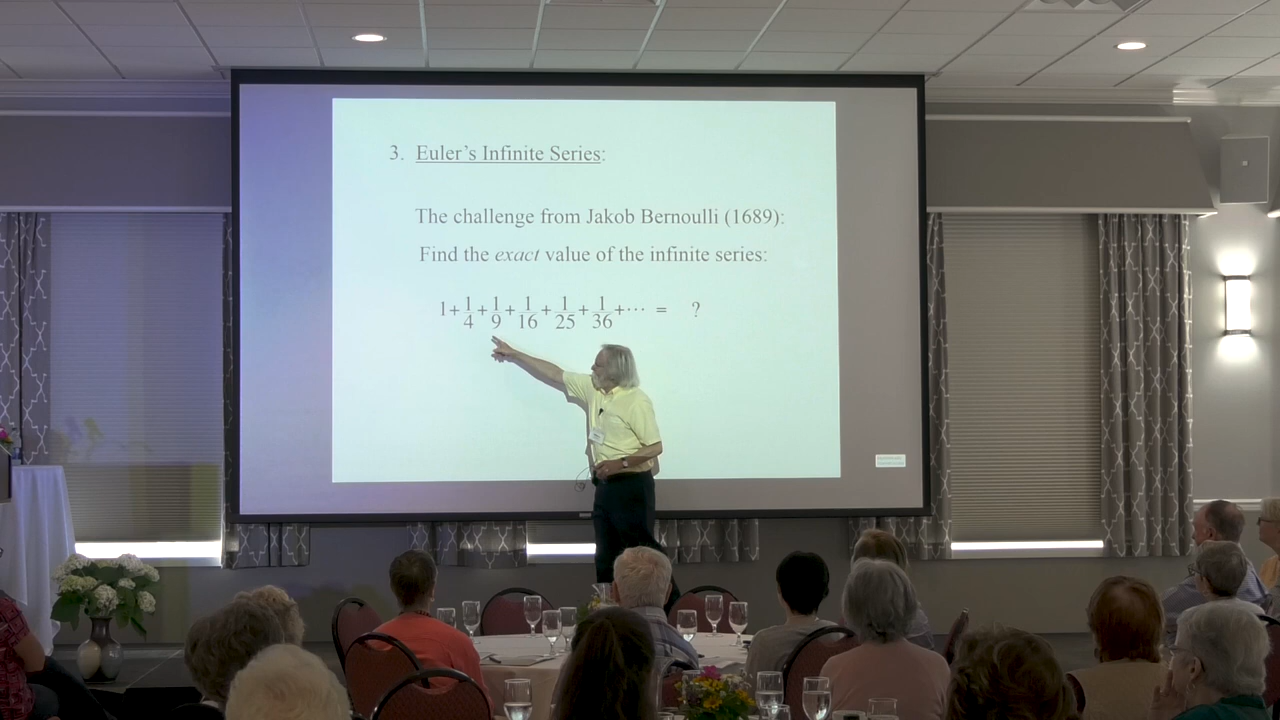 3. Euler's Infinite Series:
The challenge from Jakob Bernoulli (1689):
Find the exact value of the infinite series:
1 + 1/4 + 1/9 + 1/16 + 1/25 + 1/36 + ⋯ = ?